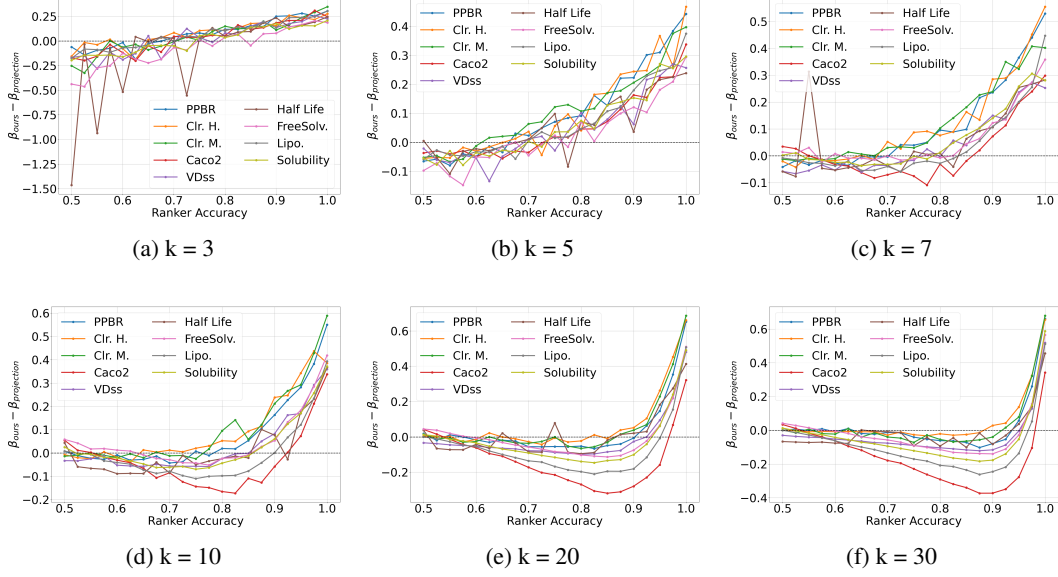 0.25
0.00
−0.25
−0.50
−0.75
−1.00
−1.25
−1.50
β_ours − β_projection
PPBR
Clr. H.
Clr. M.
Caco2
VDss
Half Life
FreeSolv.
Lipo.
Solubility
0.5 0.6 0.7 0.8 0.9 1.0
Ranker Accuracy
(a) k = 3
0.4
0.3
0.2
0.1
0.0
−0.1
β_ours − β_projection
PPBR
Clr. H.
Clr. M.
Caco2
VDss
Half Life
FreeSolv.
Lipo.
Solubility
0.5 0.6 0.7 0.8 0.9 1.0
Ranker Accuracy
(b) k = 5
0.5
0.4
0.3
0.2
0.1
0.0
−0.1
β_ours − β_projection
PPBR
Clr. H.
Clr. M.
Caco2
VDss
Half Life
FreeSolv.
Lipo.
Solubility
0.5 0.6 0.7 0.8 0.9 1.0
Ranker Accuracy
(c) k = 7
0.6
0.5
0.4
0.3
0.2
0.1
0.0
−0.1
−0.2
β_ours − β_projection
PPBR
Clr. H.
Clr. M.
Caco2
VDss
Half Life
FreeSolv.
Lipo.
Solubility
0.5 0.6 0.7 0.8 0.9 1.0
Ranker Accuracy
(d) k = 10
0.6
0.4
0.2
0.0
−0.2
β_ours − β_projection
PPBR
Clr. H.
Clr. M.
Caco2
VDss
Half Life
FreeSolv.
Lipo.
Solubility
0.5 0.6 0.7 0.8 0.9 1.0
Ranker Accuracy
(e) k = 20
0.6
0.4
0.2
0.0
−0.2
−0.4
β_ours − β_projection
PPBR
Clr. H.
Clr. M.
Caco2
VDss
Half Life
FreeSolv.
Lipo.
Solubility
0.5 0.6 0.7 0.8 0.9 1.0
Ranker Accuracy
(f) k = 30